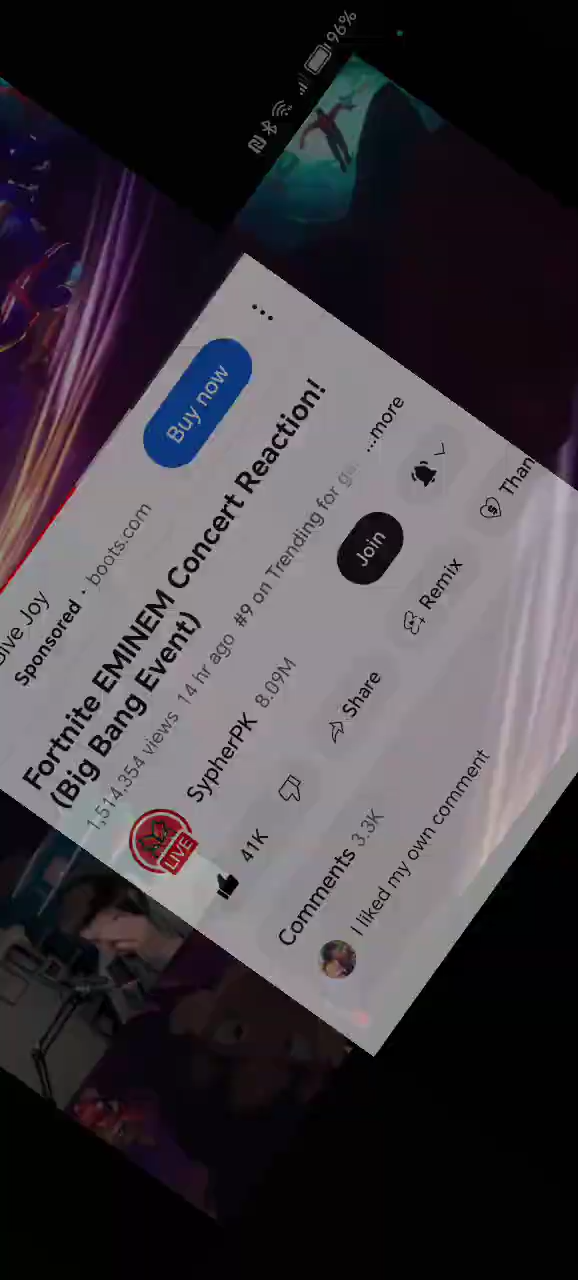 96%
Buy now
ive Joy
Sponsored · boots.com
Fortnite EMINEM Concert Reaction!
(Big Bang Event)
1,514,354 views 14 hr ago #9 on Trending for ...more
SypherPK 8.09M
Join
LIVE
41K
Share
Remix
Than
Comments 3.3K
I liked my own comment